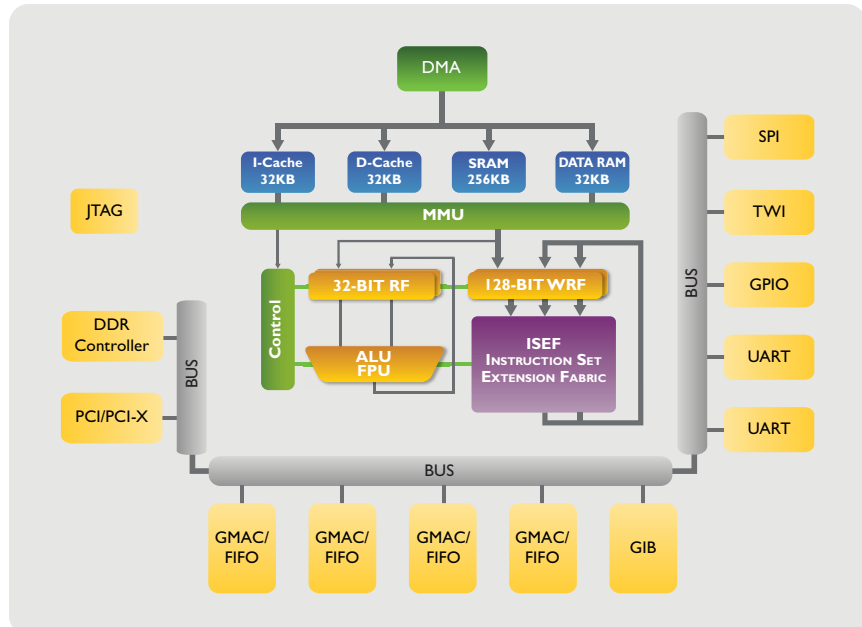 DMA
I-Cache
32KB
D-Cache
32KB
SRAM
256KB
DATA RAM
32KB
MMU
JTAG
Control
32-BIT RF
128-BIT WRF
ALU
FPU
ISEF
INSTRUCTION SET
EXTENSION FABRIC
DDR
Controller
PCI/PCI-X
BUS
BUS
SPI
TWI
GPIO
UART
UART
BUS
GMAC/
FIFO
GMAC/
FIFO
GMAC/
FIFO
GMAC/
FIFO
GIB